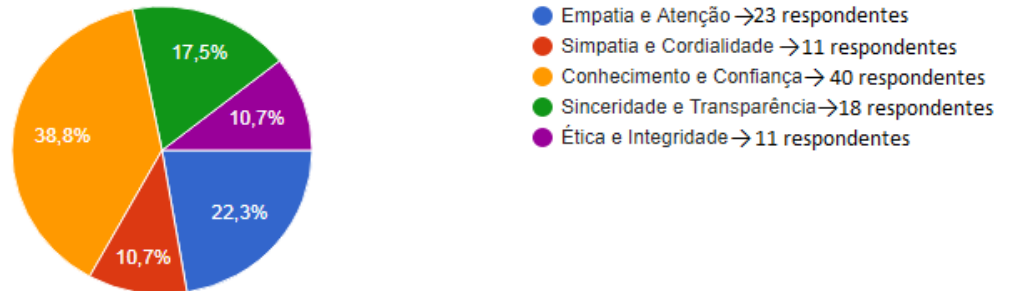 17,5%
10,7%
38,8%
22,3%
10,7%
Empatia e Atenção →23 respondentes
Simpatia e Cordialidade →11 respondentes
Conhecimento e Confiança→ 40 respondentes
Sinceridade e Transparência→18 respondentes
Ética e Integridade→ 11 respondentes